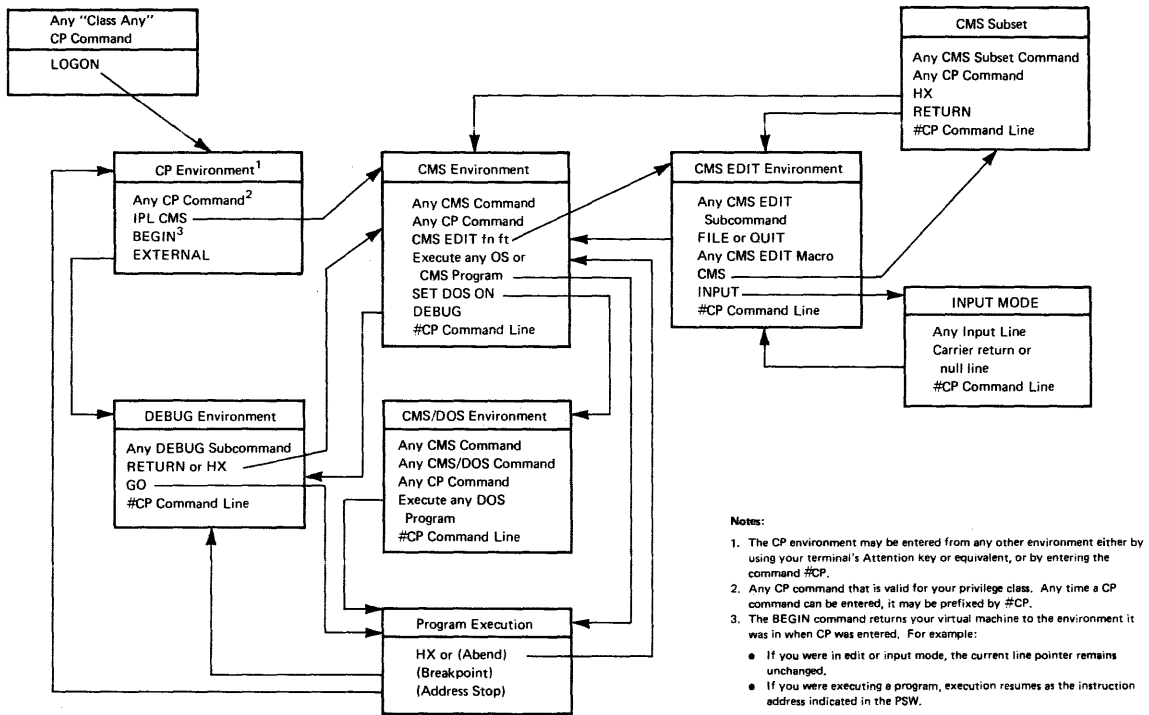 Any "Class Any"
CP Command
LOGON
CMS Subset
Any CMS Subset Command
Any CP Command
HX
RETURN
#CP Command Line
CP Environment1
Any CP Command2
IPL CMS
BEGIN3
EXTERNAL
CMS Environment
Any CMS Command
Any CP Command
CMS EDIT fn ft
Execute any OS or
CMS Program
SET DOS ON
DEBUG
#CP Command Line
CMS EDIT Environment
Any CMS EDIT
Subcommand
FILE or QUIT
Any CMS EDIT Macro
CMS
INPUT
#CP Command Line
INPUT MODE
Any Input Line
Carrier return or
null line
#CP Command Line
DEBUG Environment
Any DEBUG Subcommand
RETURN or HX
GO
#CP Command Line
CMS/DOS Environment
Any CMS Command
Any CMS/DOS Command
Any CP Command
Execute any DOS
Program
#CP Command Line
Program Execution
HX or (Abend)
(Breakpoint)
(Address Stop)
Notes:
1. The CP environment may be entered from any other environment either by
using your terminal's Attention key or equivalent, or by entering the
command #CP.
2. Any CP command that is valid for your privilege class. Any time a CP
command can be entered, it may be prefixed by #CP.
3. The BEGIN command returns your virtual machine to the environment it
was in when CP was entered. For example:
• If you were in edit or input mode, the current line pointer remains
unchanged.
• If you were executing a program, execution resumes as the instruction
address indicated in the PSW.